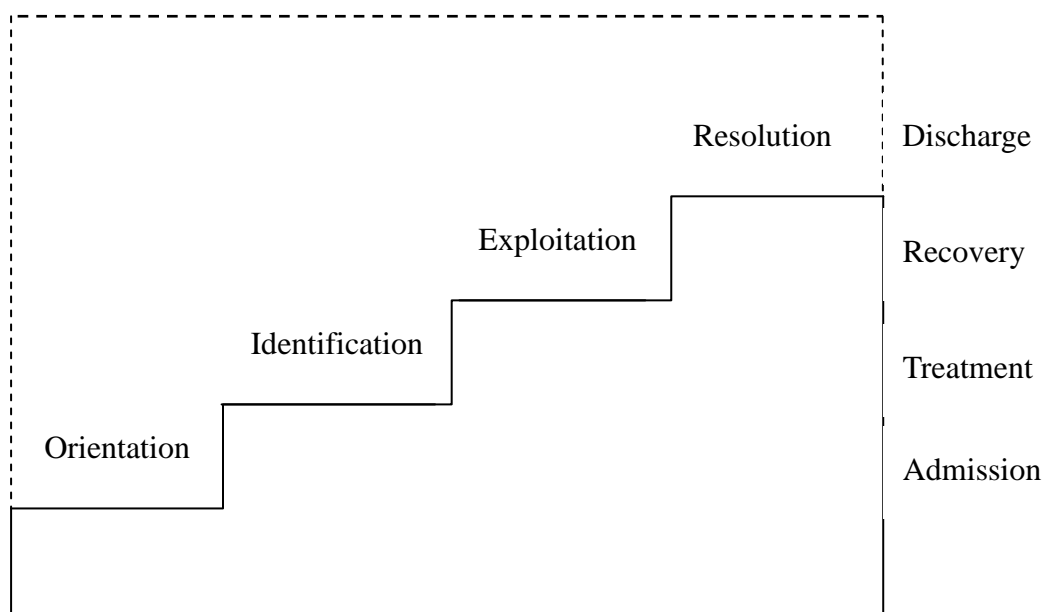 Resolution
Discharge
Exploitation
Recovery
Identification
Treatment
Orientation
Admission